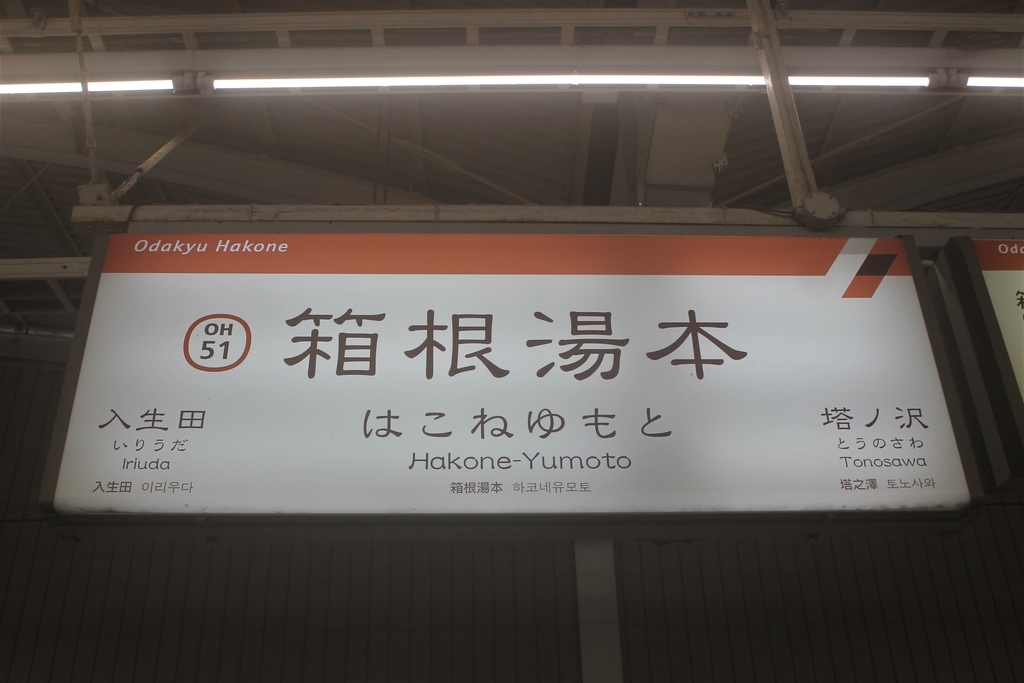 Odakyu Hakone
OH
51
箱根湯本
はこねゆもと
Hakone-Yumoto
箱根湯本 하코네유모토
入生田
いりうだ
Iriuda
入生田 이리우다
塔ノ沢
とうのさわ
Tonosawa
塔之澤 토노사와